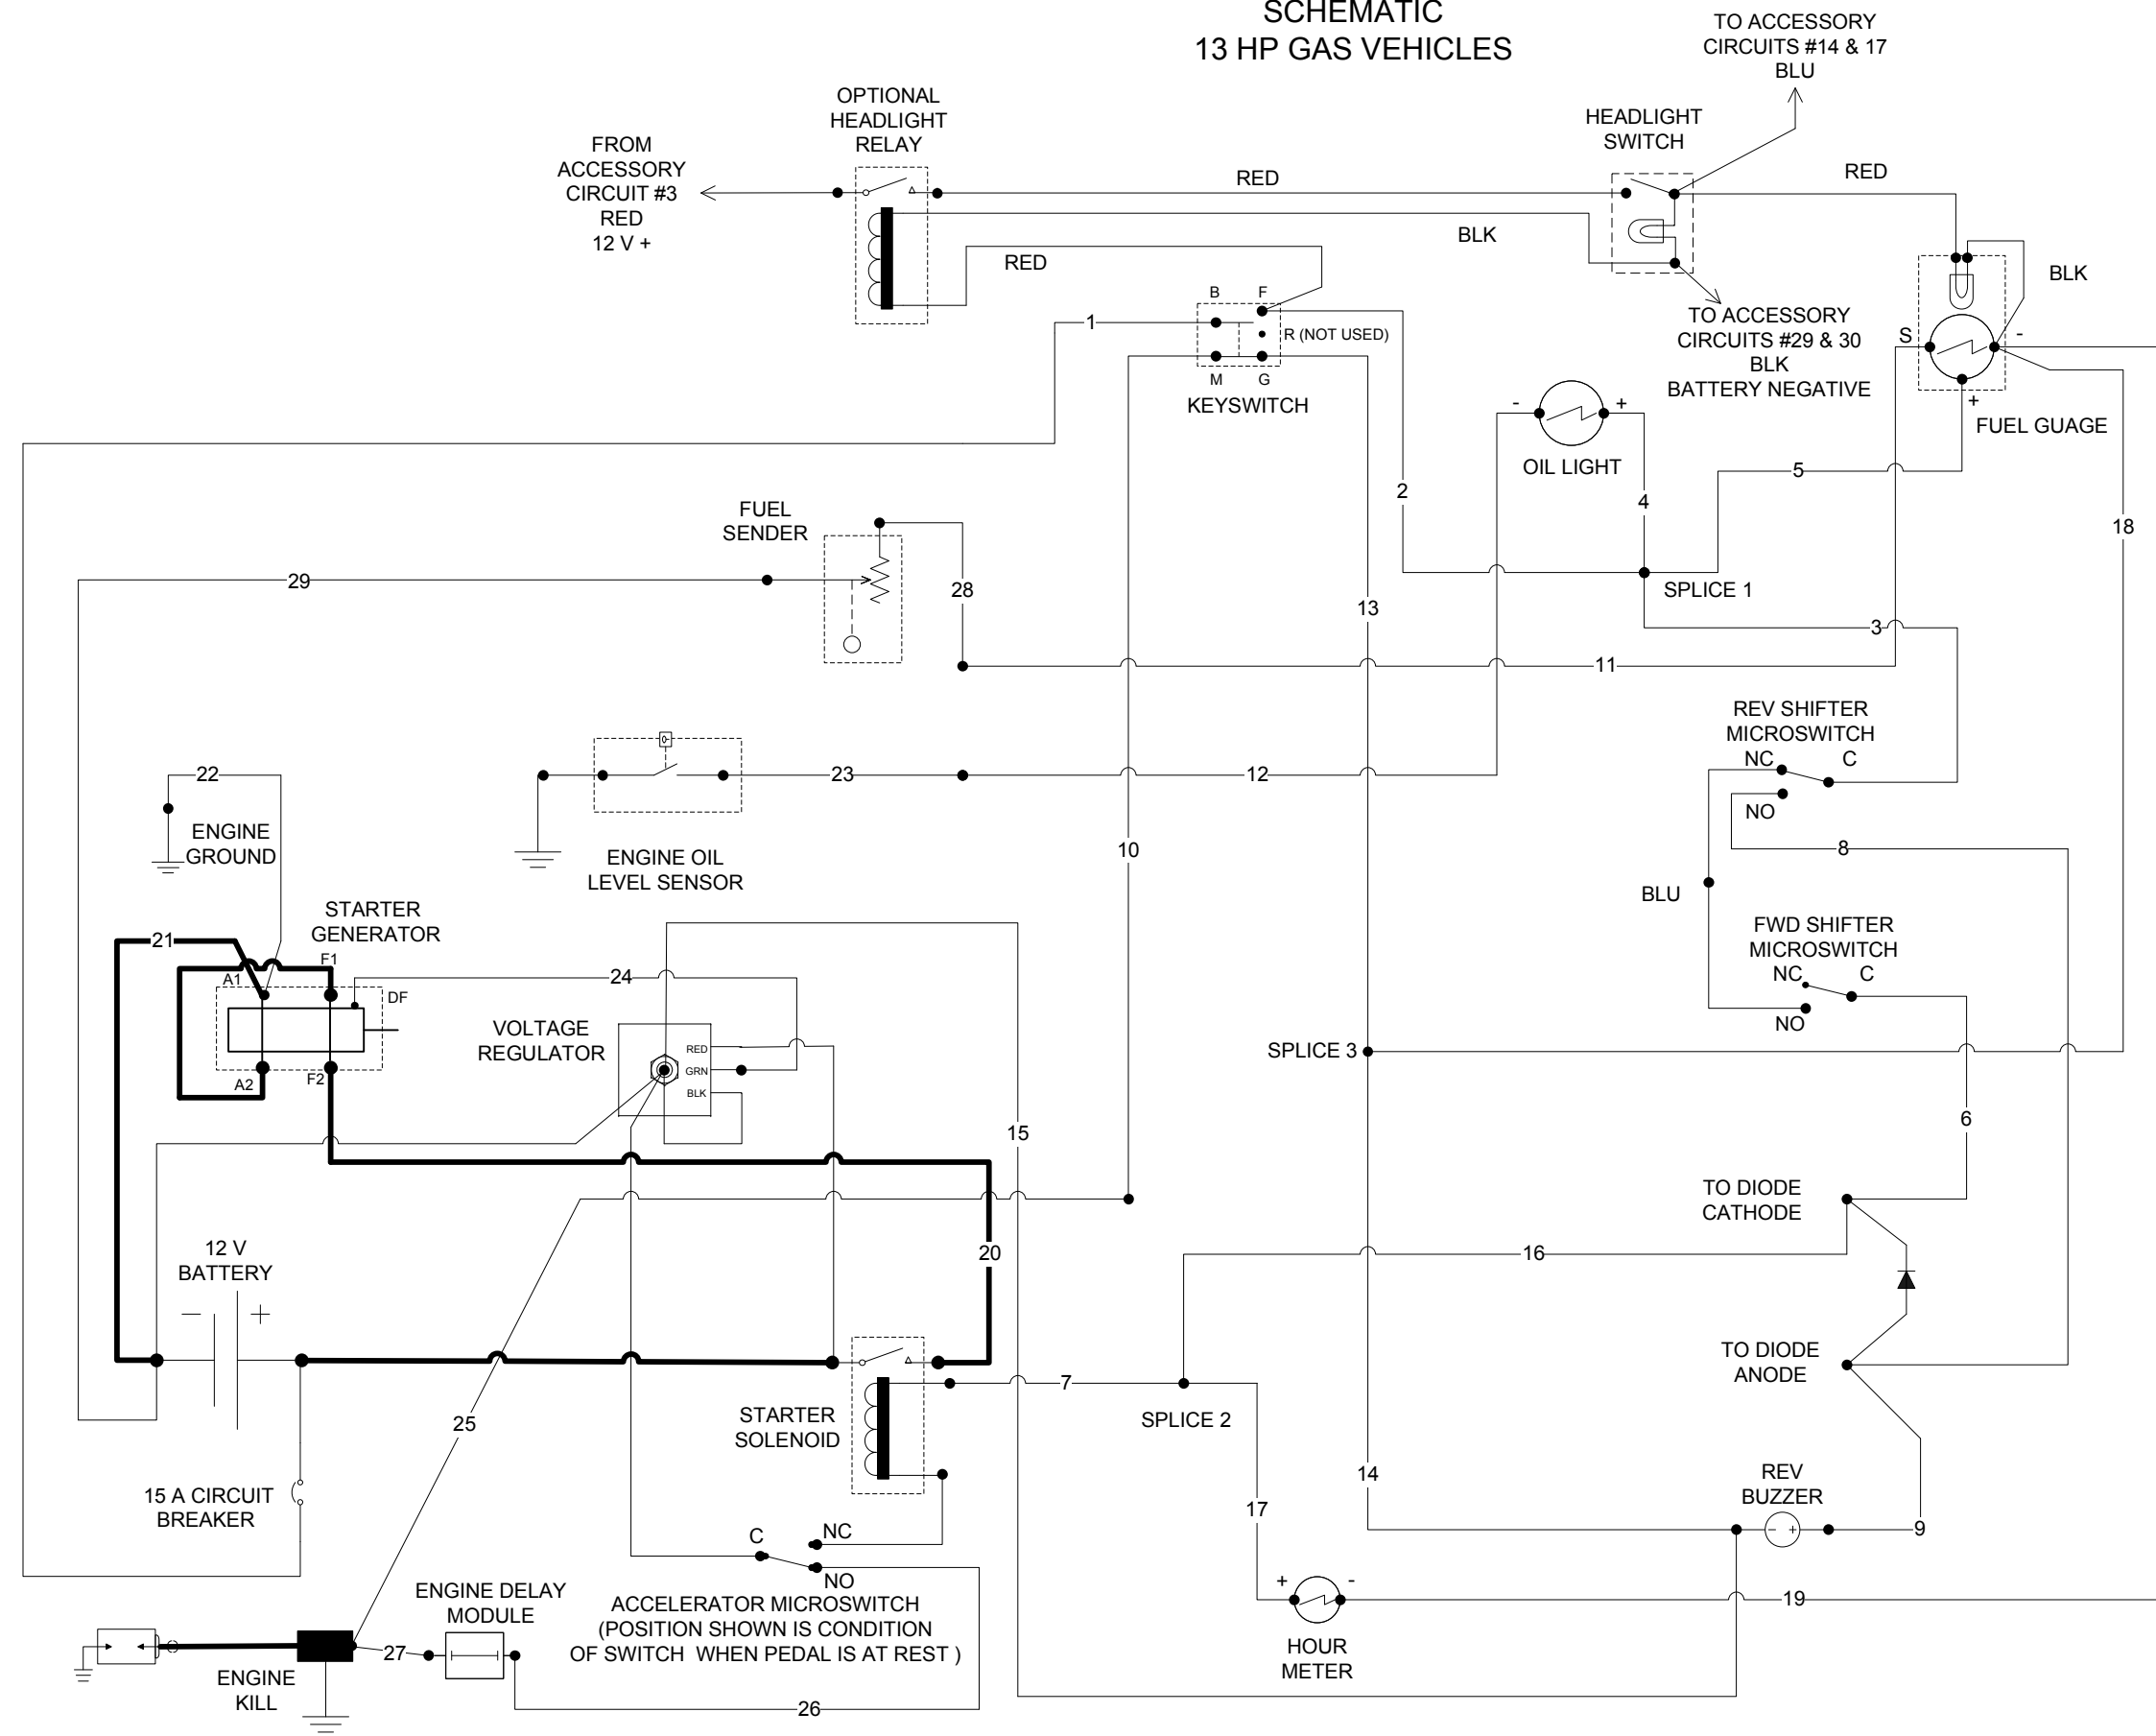 SCHEMATIC
13 HP GAS VEHICLES
TO ACCESSORY
CIRCUITS #14 & 17
BLU
OPTIONAL
HEADLIGHT
RELAY
HEADLIGHT
SWITCH
FROM
ACCESSORY
CIRCUIT #3
RED
12 V +
RED
RED
BLK
RED
BLK
B
F
R (NOT USED)
M
G
KEYSWITCH
1
TO ACCESSORY
CIRCUITS #29 & 30
BLK
BATTERY NEGATIVE
S
-
+
FUEL GUAGE
-
+
OIL LIGHT
5
2
4
18
FUEL
SENDER
29
28
SPLICE 1
13
3
11
REV SHIFTER
MICROSWITCH
NC
C
NO
22
23
12
ENGINE
GROUND
ENGINE OIL
LEVEL SENSOR
10
8
BLU
STARTER
GENERATOR
21
A1
F1
DF
A2
F2
24
FWD SHIFTER
MICROSWITCH
NC
C
NO
VOLTAGE
REGULATOR
RED
GRN
BLK
SPLICE 3
15
6
TO DIODE
CATHODE
12 V
BATTERY
−
+
20
16
TO DIODE
ANODE
7
SPLICE 2
25
STARTER
SOLENOID
15 A CIRCUIT
BREAKER
14
REV
BUZZER
-
+
17
9
C
NC
NO
ENGINE DELAY
MODULE
ACCELERATOR MICROSWITCH
(POSITION SHOWN IS CONDITION
OF SWITCH WHEN PEDAL IS AT REST )
+
-
19
HOUR
METER
27
ENGINE
KILL
26